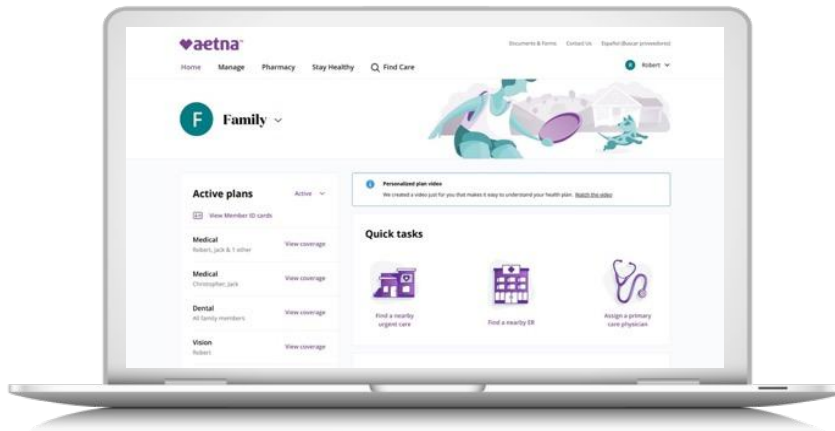 aetna™
Documents & Forms Contact Us Español (Buscar proveedores)
Home Manage Pharmacy Stay Healthy Find Care
R Robert
F Family
Active plans Active
View Member ID cards
Medical
Robert, Jack & 1 other
View coverage
Medical
Christopher, Jack
View coverage
Dental
All family members
View coverage
Vision
Robert
View coverage
Personalized plan video
We created a video just for you that makes it easy to understand your health plan. Watch the video
Quick tasks
Find a nearby
urgent care
Find a nearby ER
Assign a primary
care physician